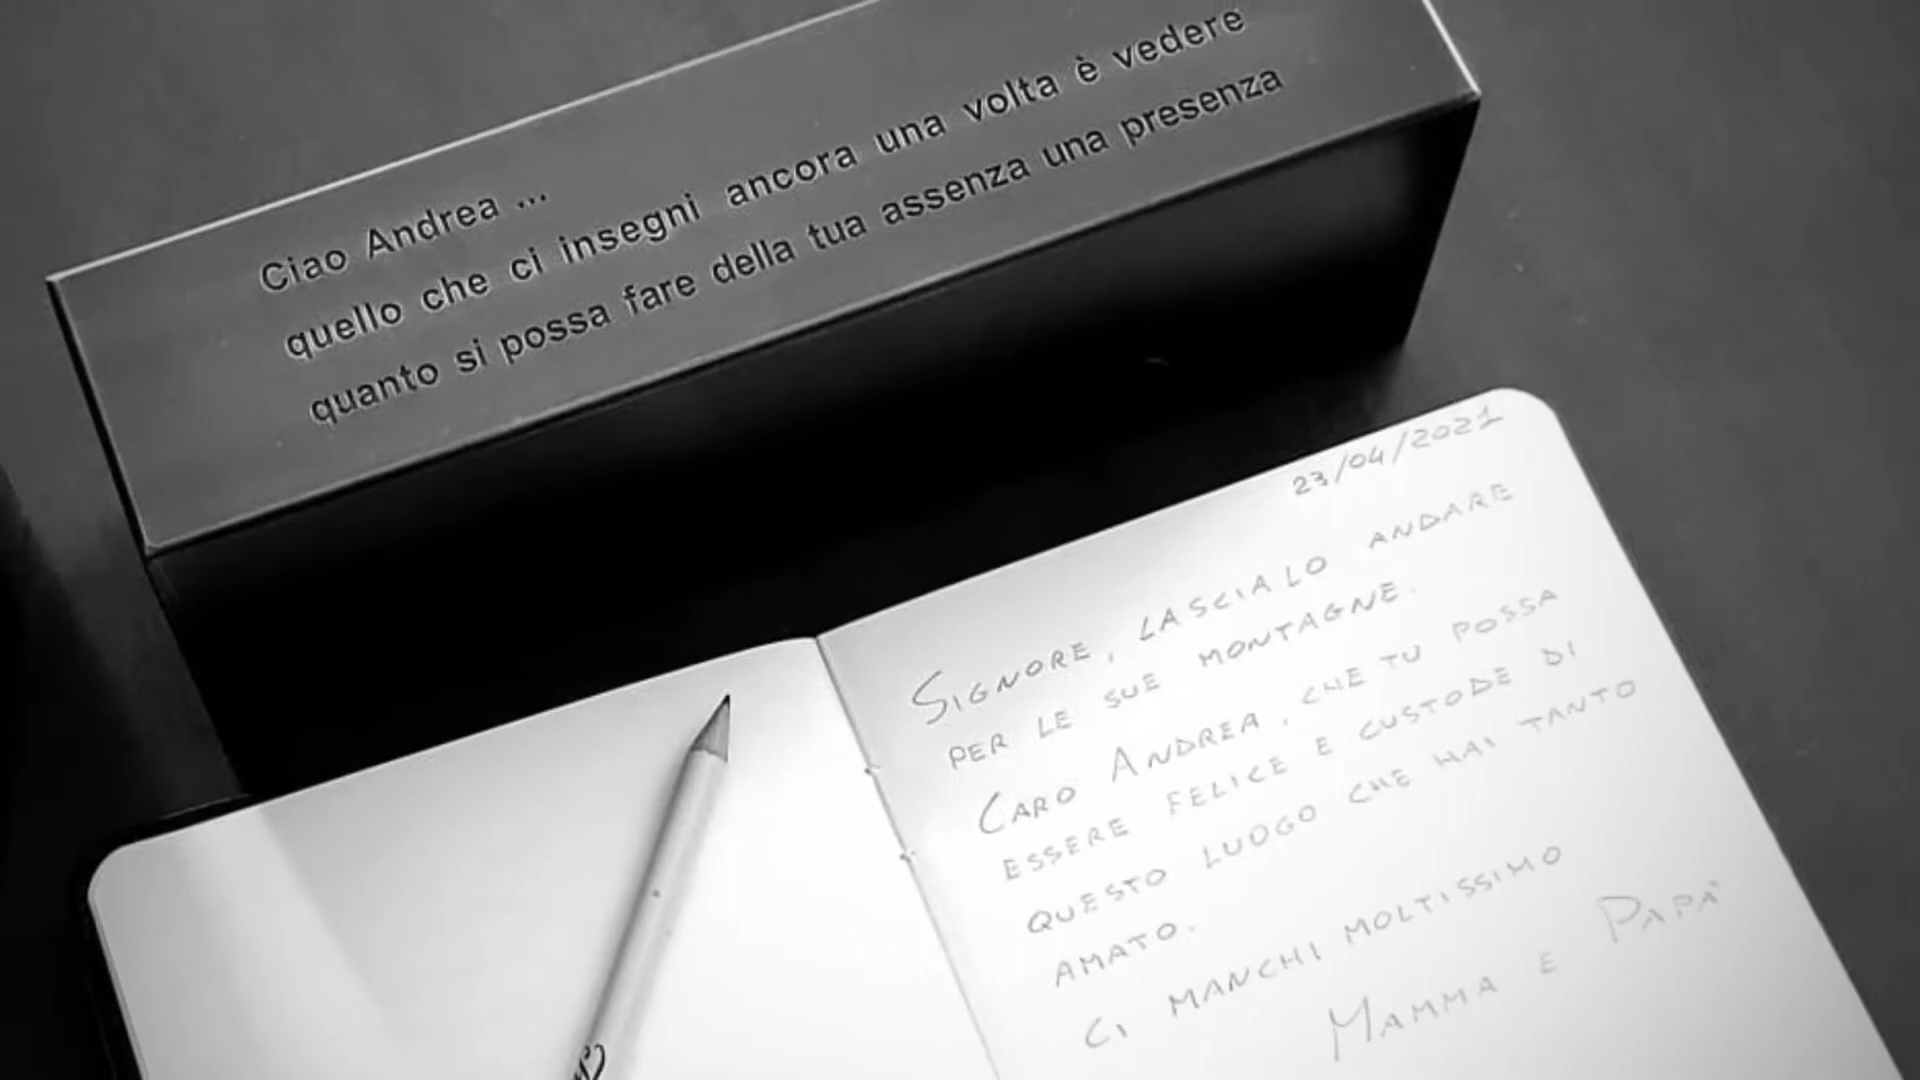 Ciao Andrea ...
quello che ci insegni ancora una volta è vedere
quanto si possa fare della tua assenza una presenza
23/04/2021
SIGNORE, LASCIALO ANDARE
PER LE SUE MONTAGNE.
CARO ANDREA, CHE TU POSSA
ESSERE FELICE E CUSTODE DI
QUESTO LUOGO CHE HAI TANTO
AMATO.
CI MANCHI MOLTISSIMO
MAMMA E PAPA'